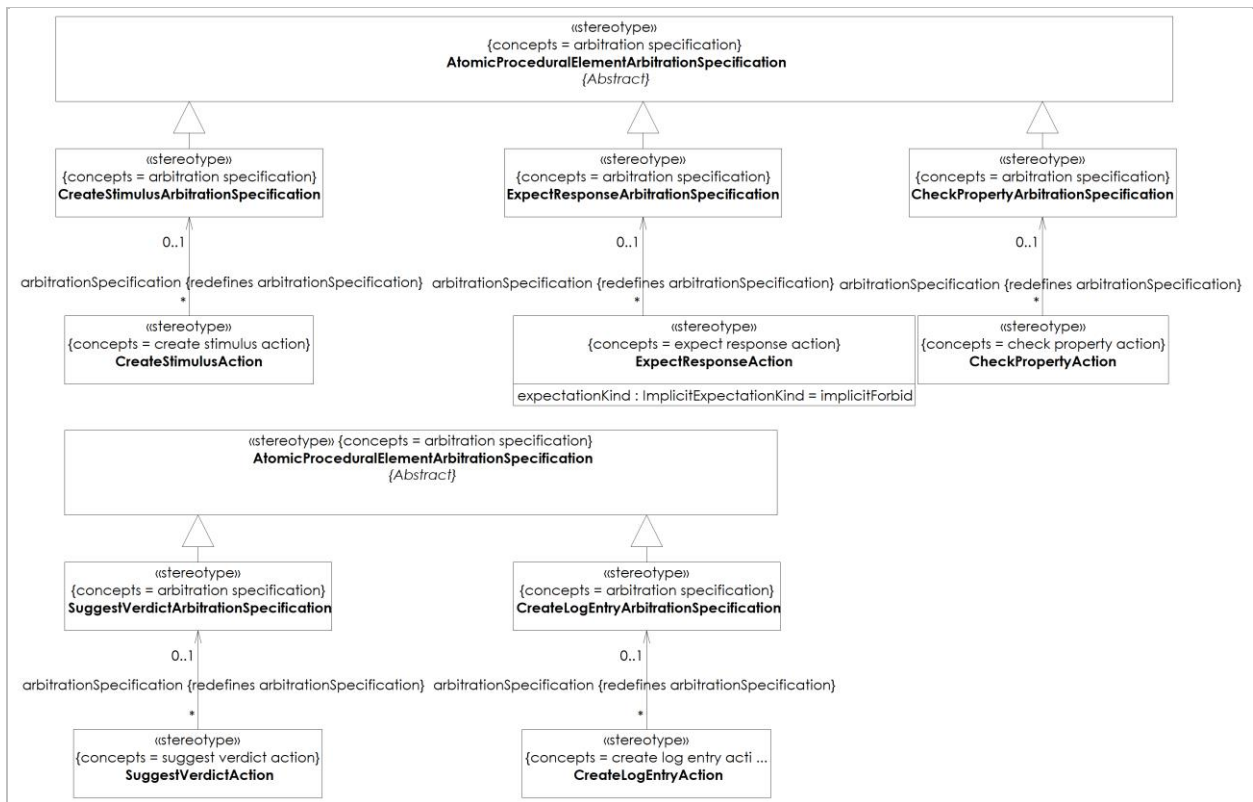 «stereotype»
{concepts = arbitration specification}
AtomicProceduralElementArbitrationSpecification
{Abstract}
«stereotype»
{concepts = arbitration specification}
CreateStimulusArbitrationSpecification
«stereotype»
{concepts = arbitration specification}
ExpectResponseArbitrationSpecification
«stereotype»
{concepts = arbitration specification}
CheckPropertyArbitrationSpecification
0..1
0..1
0..1
arbitrationSpecification {redefines arbitrationSpecification}
arbitrationSpecification {redefines arbitrationSpecification}
arbitrationSpecification {redefines arbitrationSpecification}
*
*
*
«stereotype»
{concepts = create stimulus action}
CreateStimulusAction
«stereotype»
{concepts = expect response action}
ExpectResponseAction
expectationKind : ImplicitExpectationKind = implicitForbid
«stereotype»
{concepts = check property action}
CheckPropertyAction
«stereotype» {concepts = arbitration specification}
AtomicProceduralElementArbitrationSpecification
{Abstract}
«stereotype»
{concepts = arbitration specification}
SuggestVerdictArbitrationSpecification
«stereotype»
{concepts = arbitration specification}
CreateLogEntryArbitrationSpecification
0..1
0..1
arbitrationSpecification {redefines arbitrationSpecification}
arbitrationSpecification {redefines arbitrationSpecification}
*
*
«stereotype»
{concepts = suggest verdict action}
SuggestVerdictAction
«stereotype»
{concepts = create log entry acti ...
CreateLogEntryAction